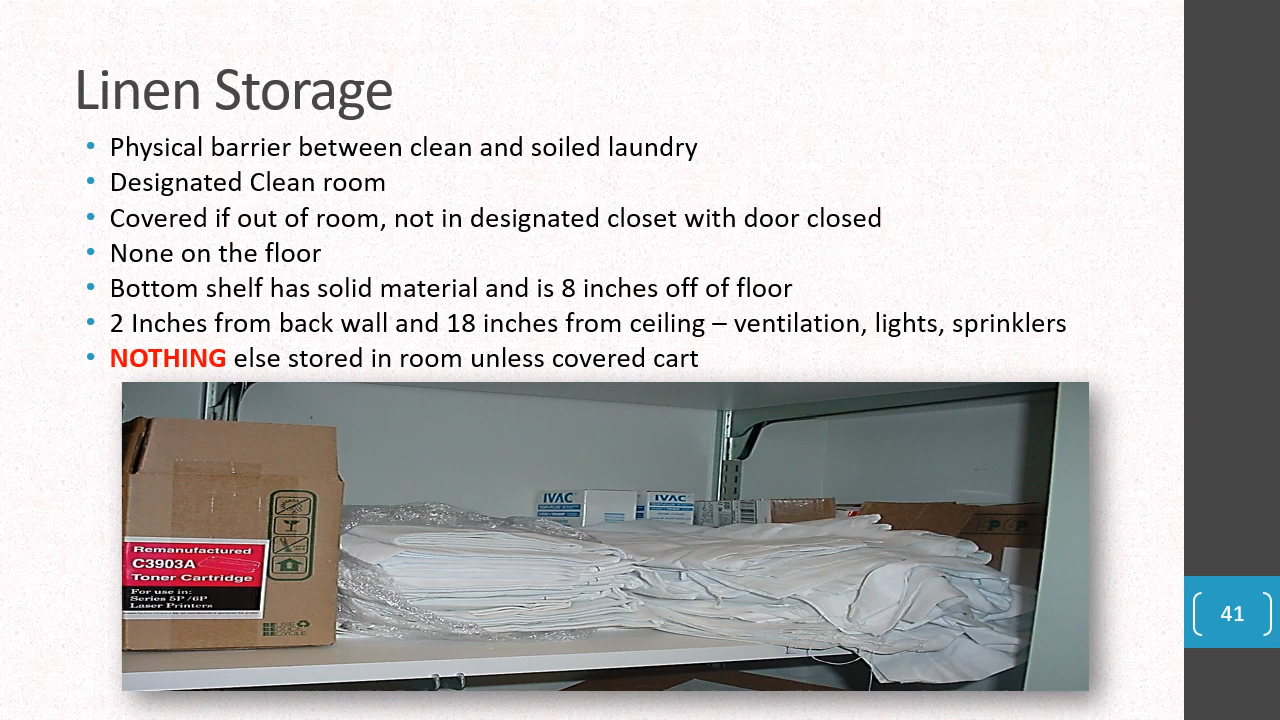 Linen Storage
• Physical barrier between clean and soiled laundry
• Designated Clean room
• Covered if out of room, not in designated closet with door closed
• None on the floor
• Bottom shelf has solid material and is 8 inches off of floor
• 2 Inches from back wall and 18 inches from ceiling – ventilation, lights, sprinklers
• NOTHING else stored in room unless covered cart
IVAC
IVAC
Remanufactured
C3903A
Toner Cartridge
For use in:
Series 5P/6P
Laser Printers
REUSE
REDUCE
RECYCLE
41